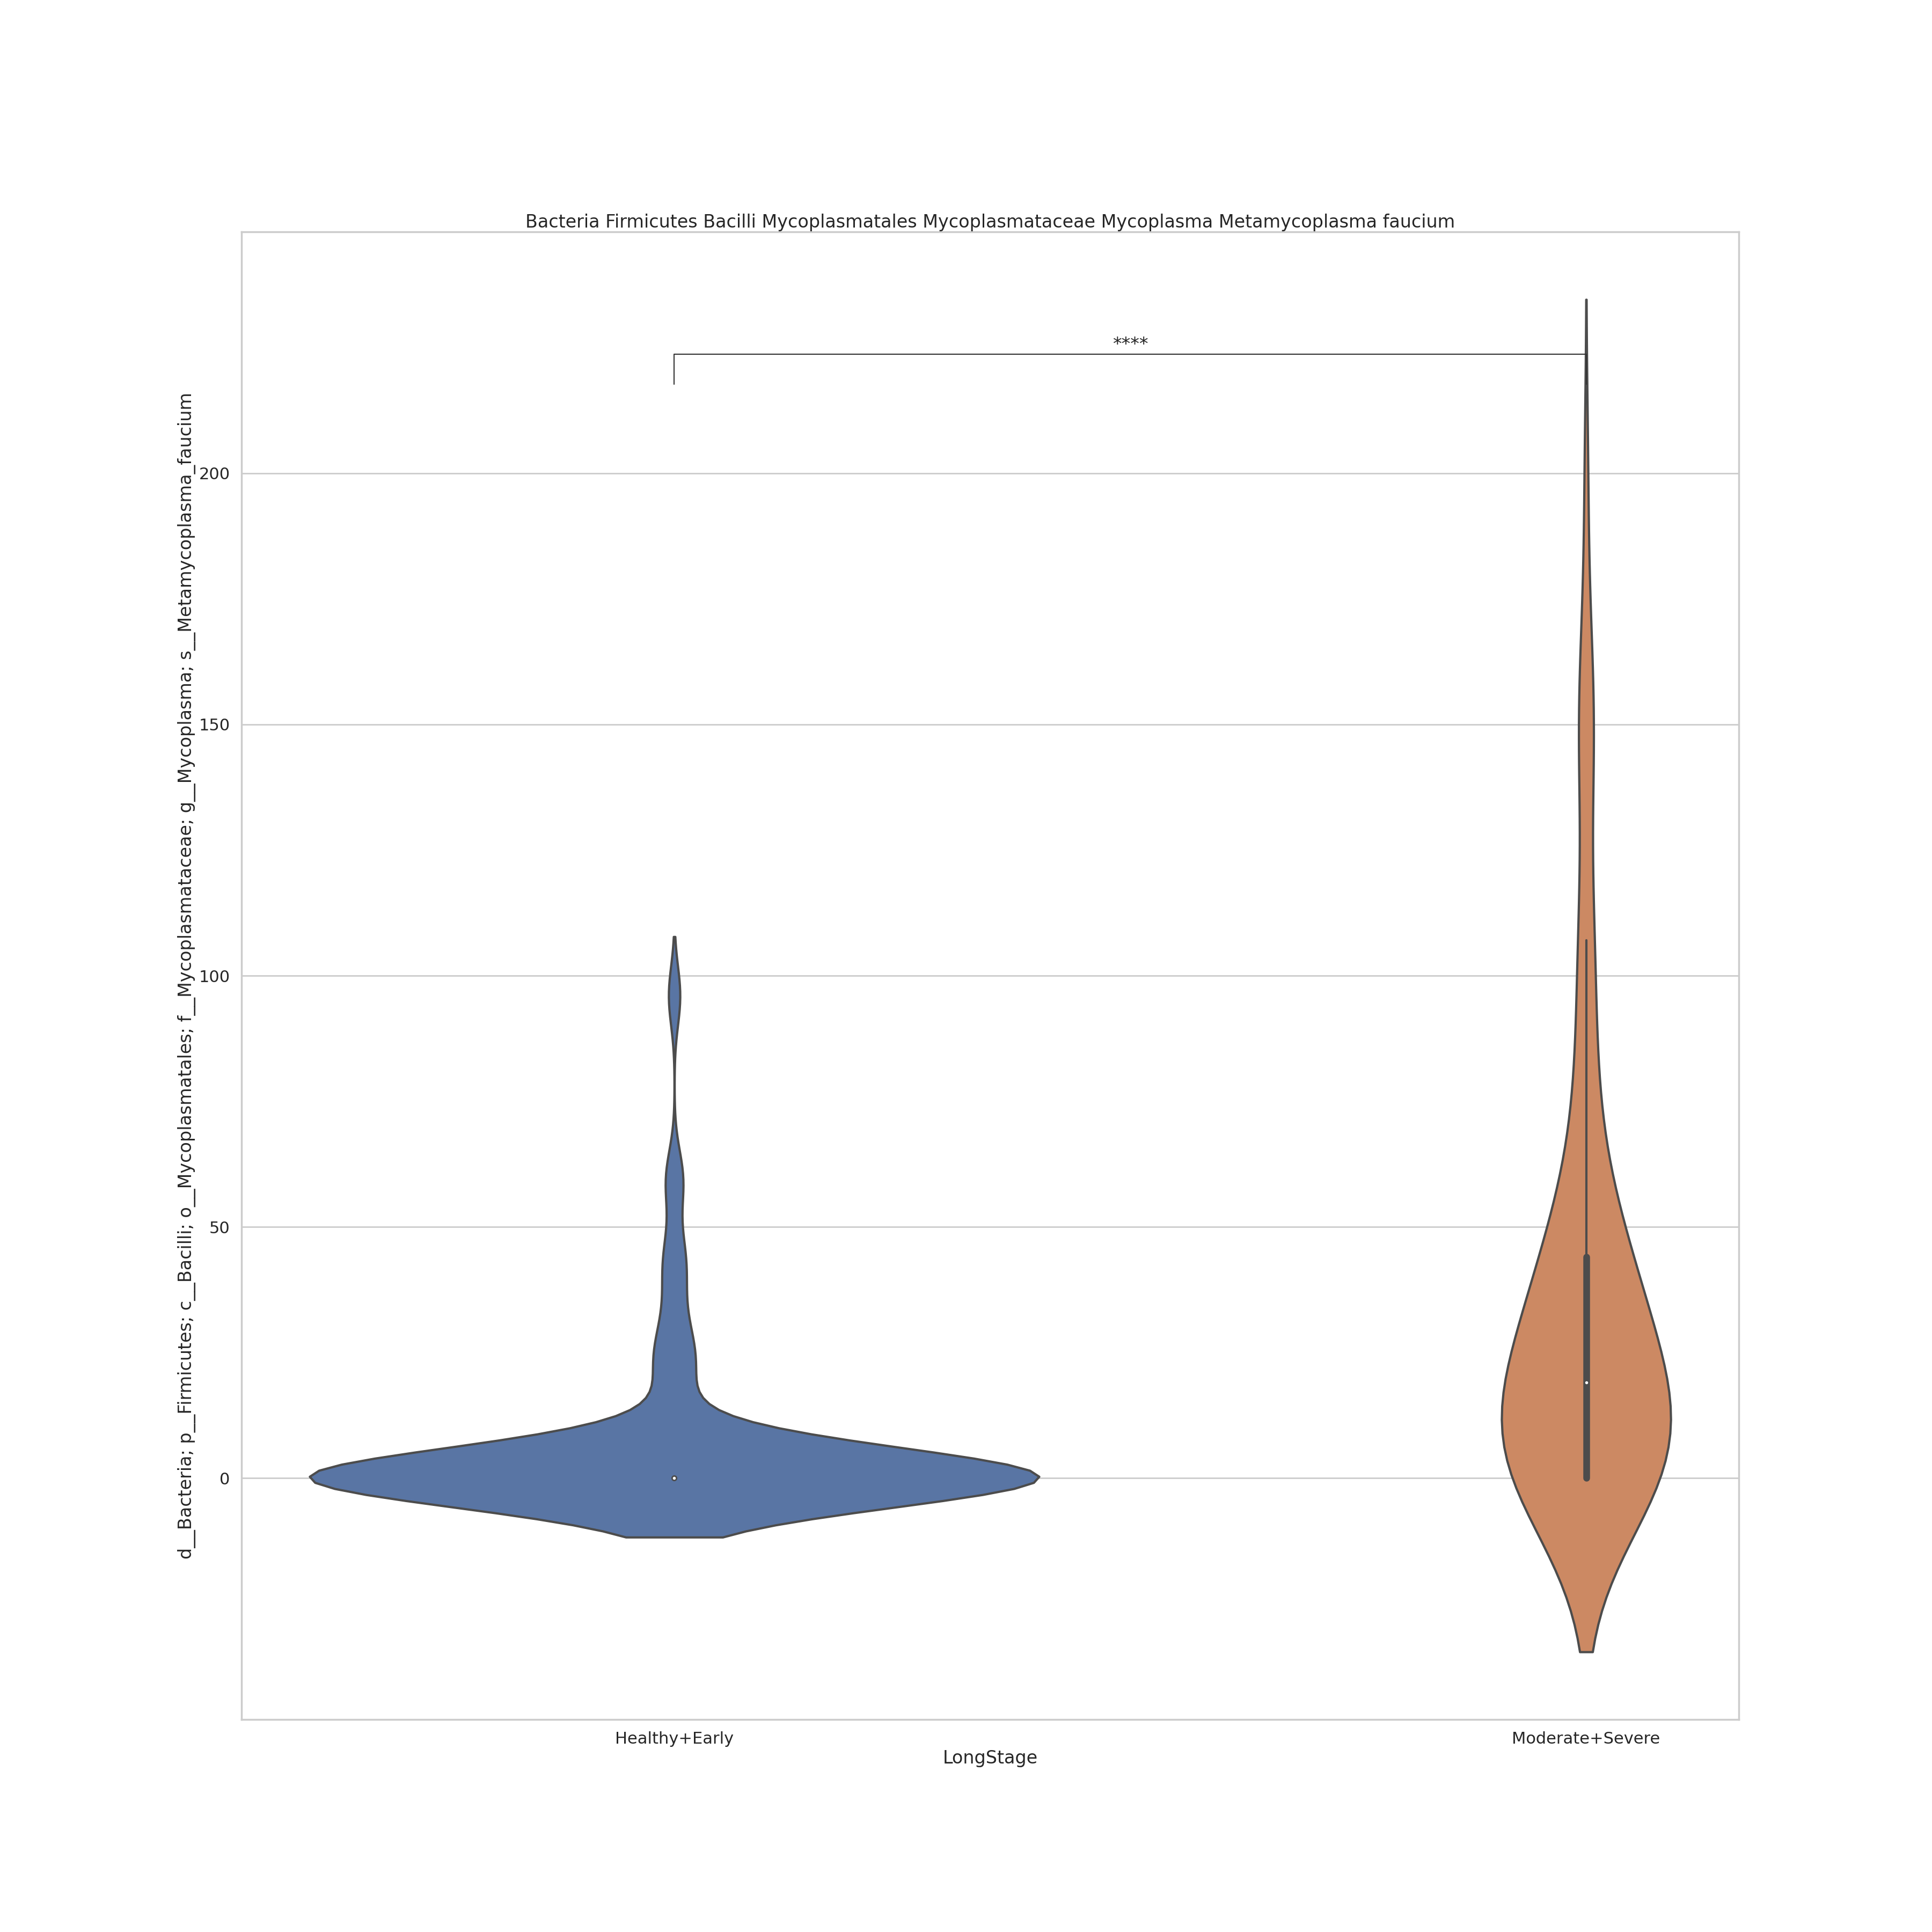 Bacteria Firmicutes Bacilli Mycoplasmatales Mycoplasmataceae Mycoplasma Metamycoplasma faucium
****
d__Bacteria; p__Firmicutes; c__Bacilli; o__Mycoplasmatales; f__Mycoplasmataceae; g__Mycoplasma; s__Metamycoplasma_faucium
200
150
100
50
0
Healthy+Early
Moderate+Severe
LongStage